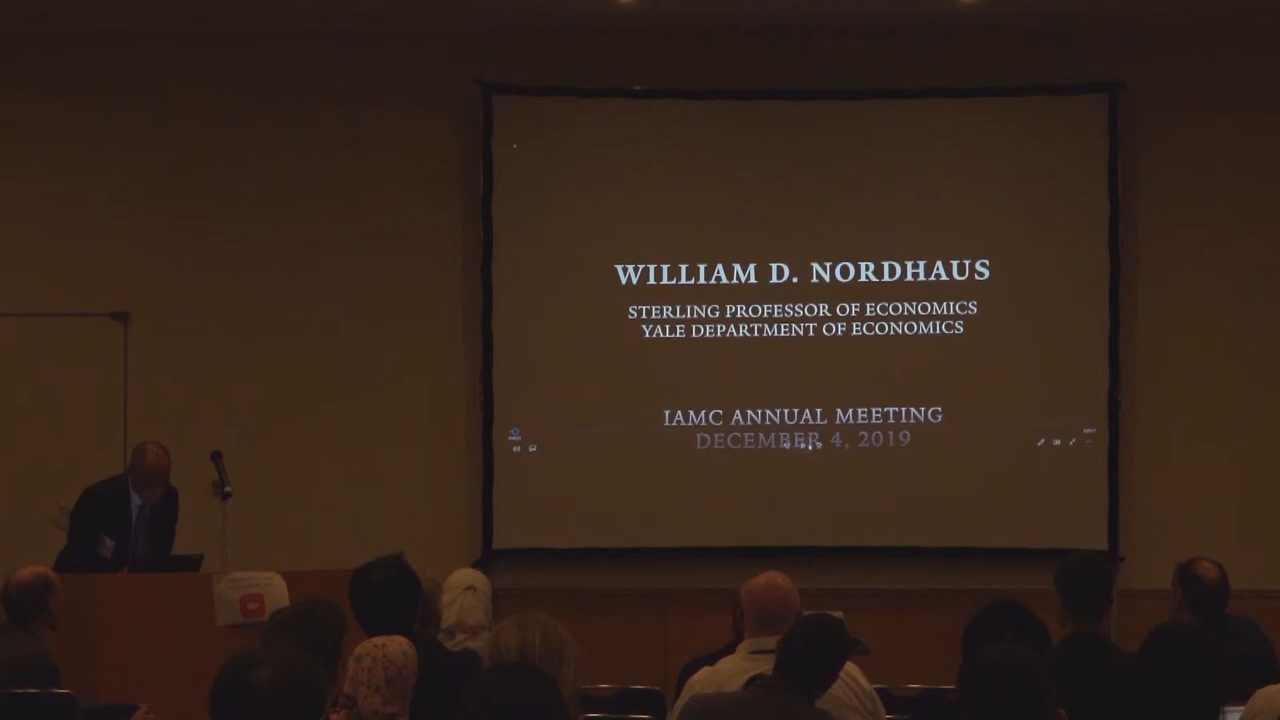 WILLIAM D. NORDHAUS
STERLING PROFESSOR OF ECONOMICS
YALE DEPARTMENT OF ECONOMICS
IAMC ANNUAL MEETING
DECEMBER 4, 2019